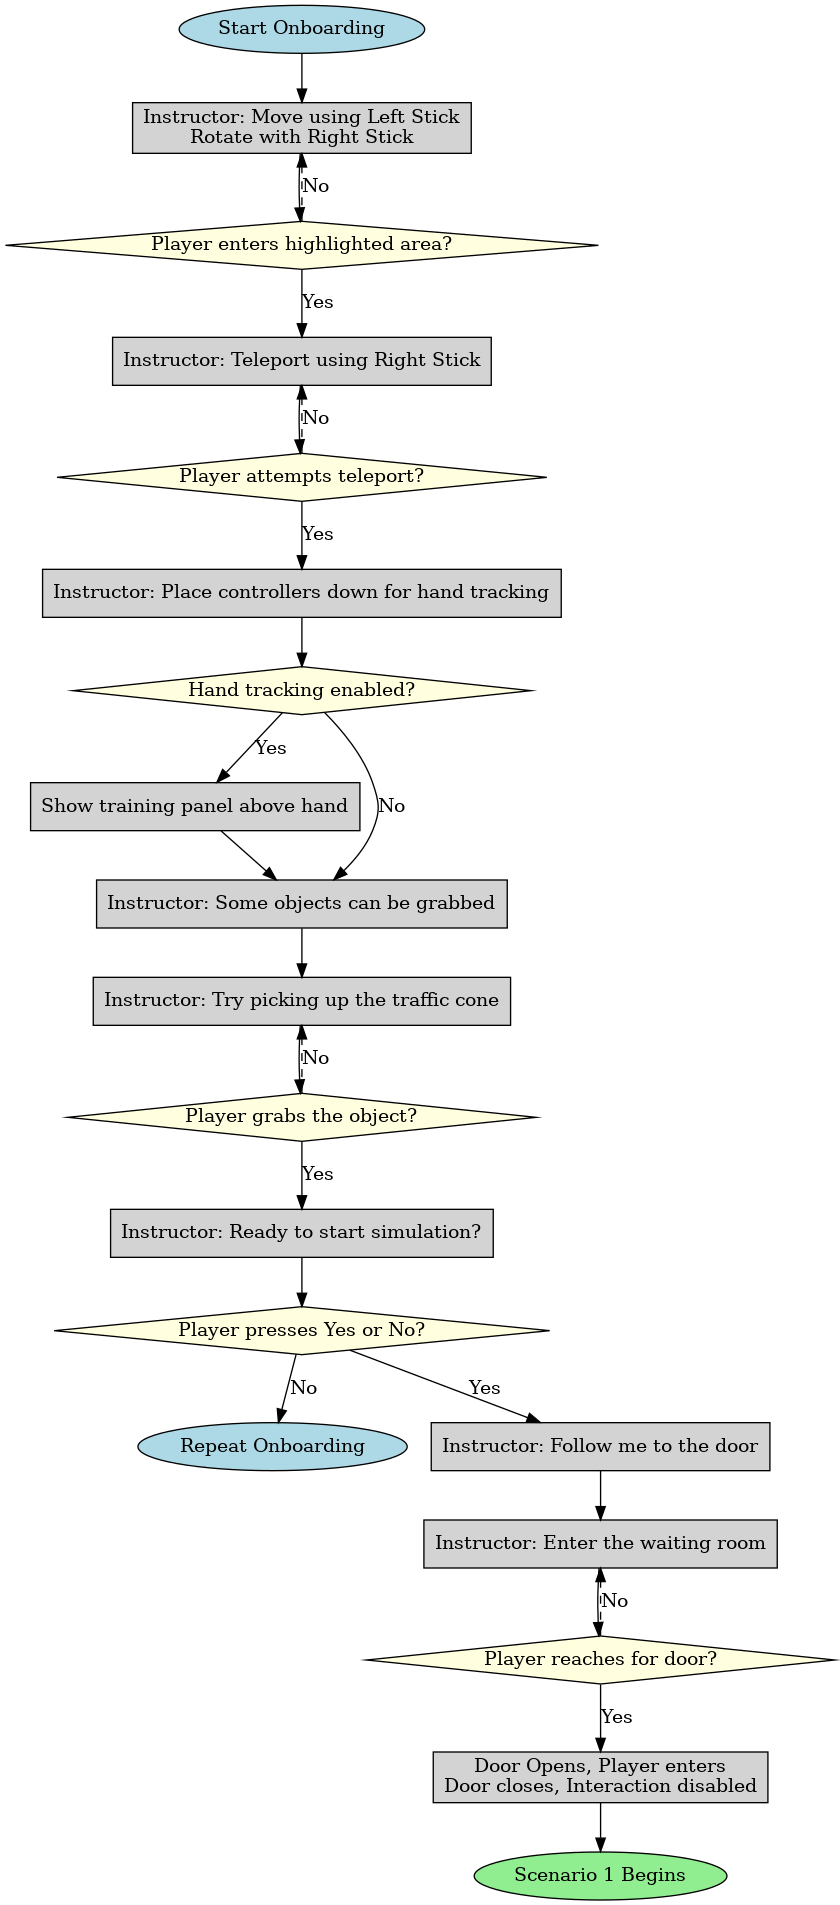 Start Onboarding
Instructor: Move using Left Stick
Rotate with Right Stick
No
Player enters highlighted area?
Yes
Instructor: Teleport using Right Stick
No
Player attempts teleport?
Yes
Instructor: Place controllers down for hand tracking
Hand tracking enabled?
Yes
Show training panel above hand
No
Instructor: Some objects can be grabbed
Instructor: Try picking up the traffic cone
No
Player grabs the object?
Yes
Instructor: Ready to start simulation?
Player presses Yes or No?
No
Yes
Repeat Onboarding
Instructor: Follow me to the door
Instructor: Enter the waiting room
No
Player reaches for door?
Yes
Door Opens, Player enters
Door closes, Interaction disabled
Scenario 1 Begins